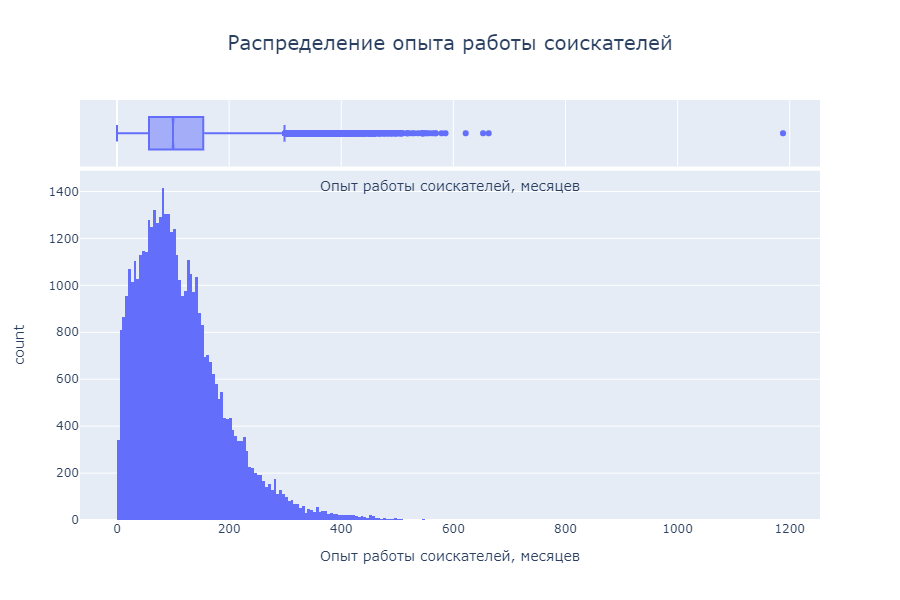 Распределение опыта работы соискателей
Опыт работы соискателей, месяцев
1400
1200
1000
800
600
400
200
0
count
0 200 400 600 800 1000 1200
Опыт работы соискателей, месяцев